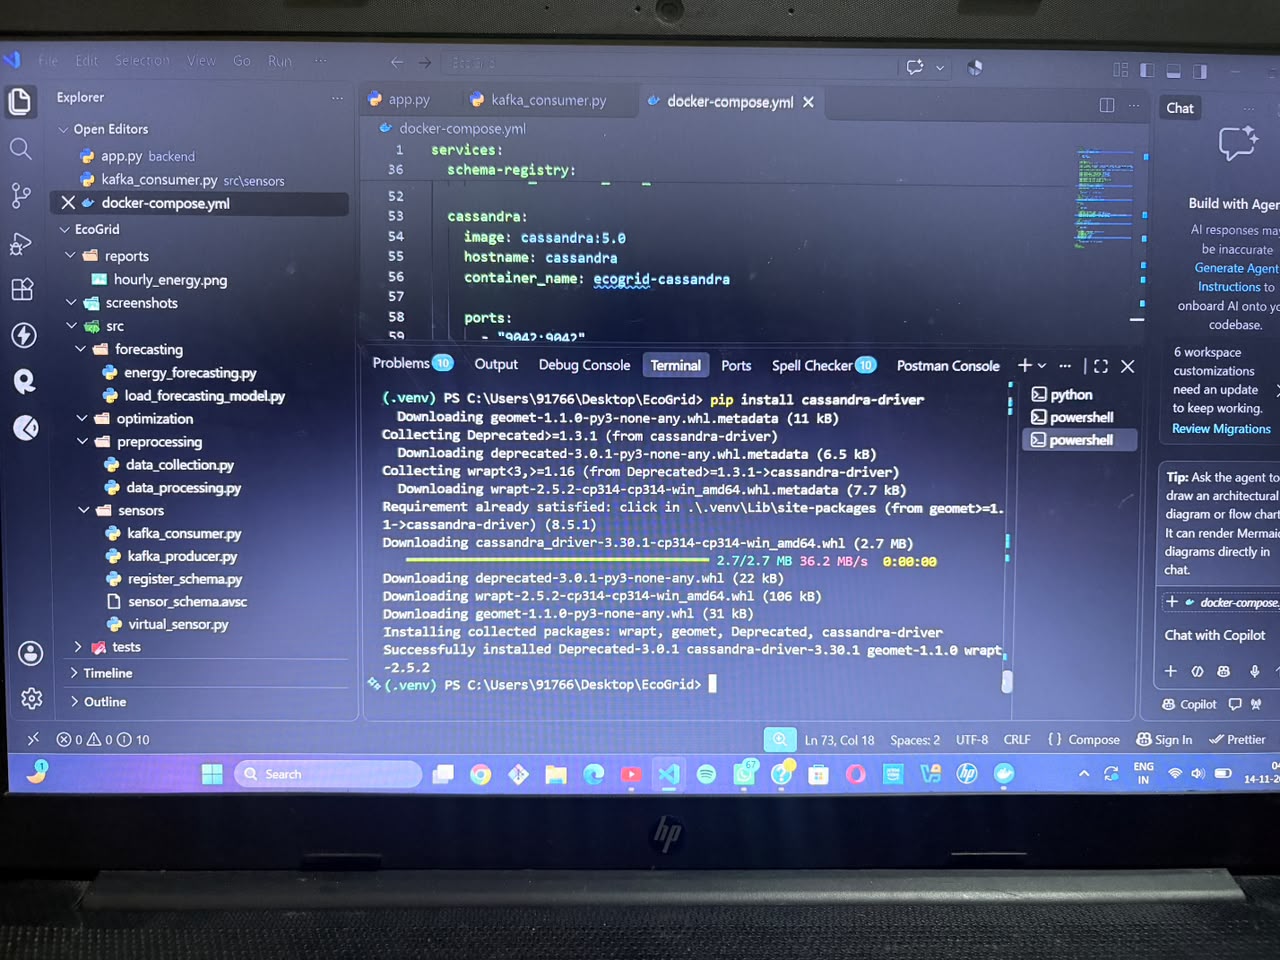 File Edit Selection View Go Run ···
EcoGrid
Explorer ···
Open Editors
app.py backend
kafka_consumer.py src\sensors
docker-compose.yml
EcoGrid
reports
hourly_energy.png
screenshots
src
forecasting
energy_forecasting.py
load_forecasting_model.py
optimization
preprocessing
data_collection.py
data_processing.py
sensors
kafka_consumer.py
kafka_producer.py
register_schema.py
sensor_schema.avsc
virtual_sensor.py
tests
Timeline
Outline
app.py kafka_consumer.py docker-compose.yml
docker-compose.yml
1 services:
36 schema-registry:
52
53 cassandra:
54 image: cassandra:5.0
55 hostname: cassandra
56 container_name: ecogrid-cassandra
57
58 ports:
59 - "9042:9042"
Problems 10 Output Debug Console Terminal Ports Spell Checker 10 Postman Console
(.venv) PS C:\Users\91766\Desktop\EcoGrid> pip install cassandra-driver
Downloading geomet-1.1.0-py3-none-any.whl.metadata (11 kB)
Collecting Deprecated>=1.3.1 (from cassandra-driver)
Downloading deprecated-3.0.1-py3-none-any.whl.metadata (6.5 kB)
Collecting wrapt<3,>=1.16 (from Deprecated>=1.3.1->cassandra-driver)
Downloading wrapt-2.5.2-cp314-cp314-win_amd64.whl.metadata (7.7 kB)
Requirement already satisfied: click in .\.venv\Lib\site-packages (from geomet>=1.
1->cassandra-driver) (8.5.1)
Downloading cassandra_driver-3.30.1-cp314-cp314-win_amd64.whl (2.7 MB)
2.7/2.7 MB 36.2 MB/s 0:00:00
Downloading deprecated-3.0.1-py3-none-any.whl (22 kB)
Downloading wrapt-2.5.2-cp314-cp314-win_amd64.whl (106 kB)
Downloading geomet-1.1.0-py3-none-any.whl (31 kB)
Installing collected packages: wrapt, geomet, Deprecated, cassandra-driver
Successfully installed Deprecated-3.0.1 cassandra-driver-3.30.1 geomet-1.1.0 wrapt
-2.5.2
(.venv) PS C:\Users\91766\Desktop\EcoGrid>
python
powershell
powershell
Chat
Build with Agen
AI responses may
be inaccurate
Generate Agent
Instructions to
onboard AI onto y
codebase.
6 workspace
customizations
need an update
to keep working.
Review Migrations
Tip: Ask the agent to
draw an architectural
diagram or flow chart
It can render Mermaid
diagrams directly in
chat.
+ docker-compose.
Chat with Copilot
Copilot
0 0 10
Ln 73, Col 18 Spaces: 2 UTF-8 CRLF { } Compose Sign In Prettier
1
Search
67
ENG
IN
14-11-2
hp